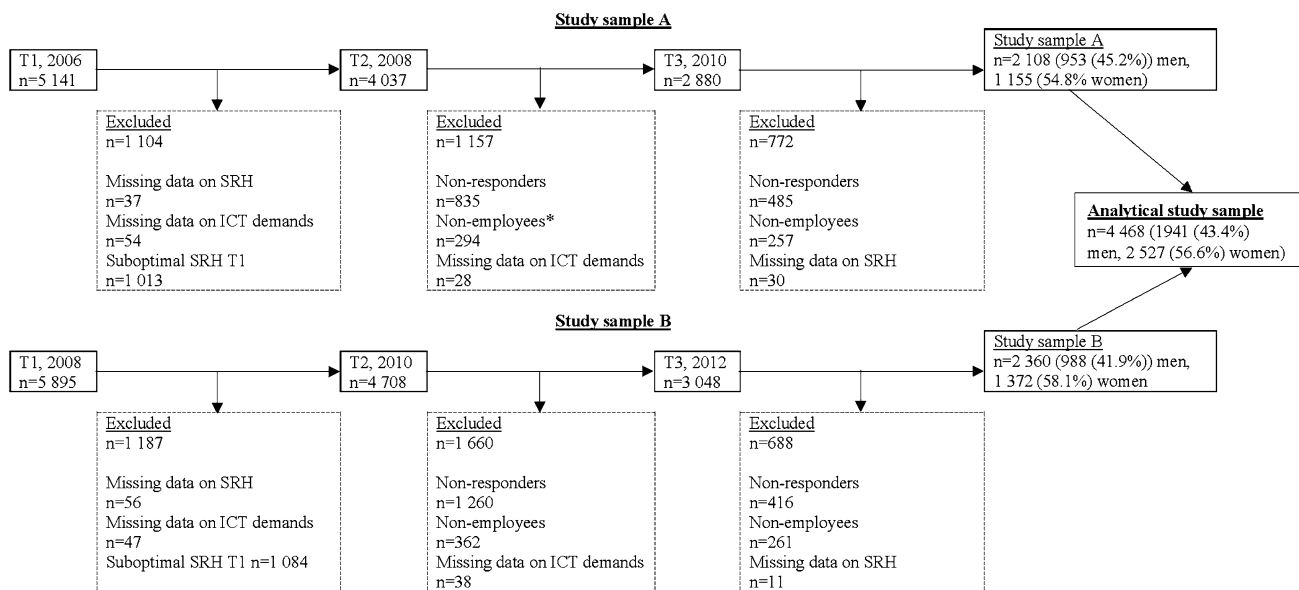 Study sample A
T1, 2006
n=5 141
T2, 2008
n=4 037
T3, 2010
n=2 880
Study sample A
n=2 108 (953 (45.2%)) men,
1 155 (54.8% women)
Excluded
n=1 104
Missing data on SRH
n=37
Missing data on ICT demands
n=54
Suboptimal SRH T1
n=1 013
Excluded
n=1 157
Non-responders
n=835
Non-employees*
n=294
Missing data on ICT demands
n=28
Excluded
n=772
Non-responders
n=485
Non-employees
n=257
Missing data on SRH
n=30
Analytical study sample
n=4 468 (1941 (43.4%)
men, 2 527 (56.6%) women)
Study sample B
T1, 2008
n=5 895
T2, 2010
n=4 708
T3, 2012
n=3 048
Study sample B
n=2 360 (988 (41.9%)) men,
1 372 (58.1%) women
Excluded
n=1 187
Missing data on SRH
n=56
Missing data on ICT demands
n=47
Suboptimal SRH T1 n=1 084
Excluded
n=1 660
Non-responders
n=1 260
Non-employees
n=362
Missing data on ICT demands
n=38
Excluded
n=688
Non-responders
n=416
Non-employees
n=261
Missing data on SRH
n=11